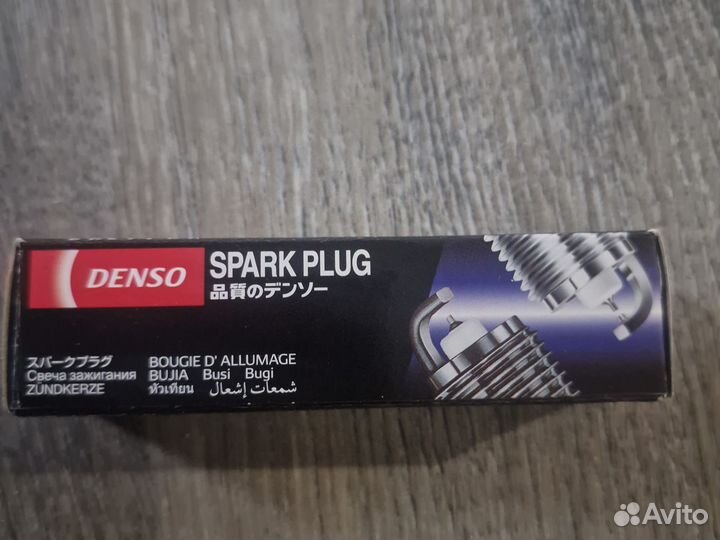 DENSO
SPARK PLUG
品質のデンソー
スパークプラグ
Свеча зажигания
ZÜNDKERZE
BOUGIE D' ALLUMAGE
BUJIA Busi Bugi
หัวเทียน شمعات إشعال
Avito